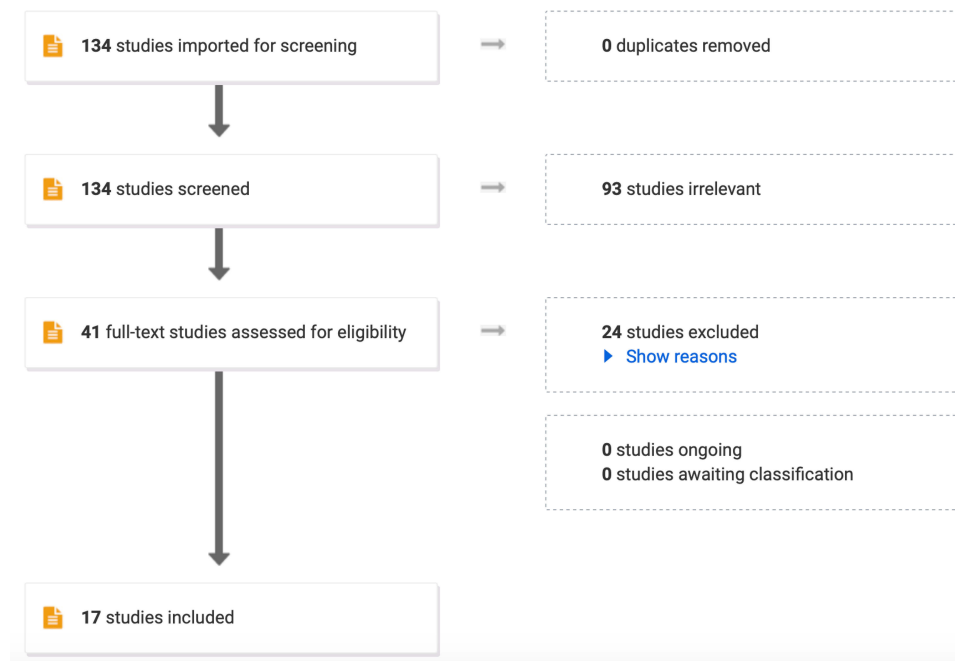 134 studies imported for screening
0 duplicates removed
134 studies screened
93 studies irrelevant
41 full-text studies assessed for eligibility
24 studies excluded
Show reasons
0 studies ongoing
0 studies awaiting classification
17 studies included